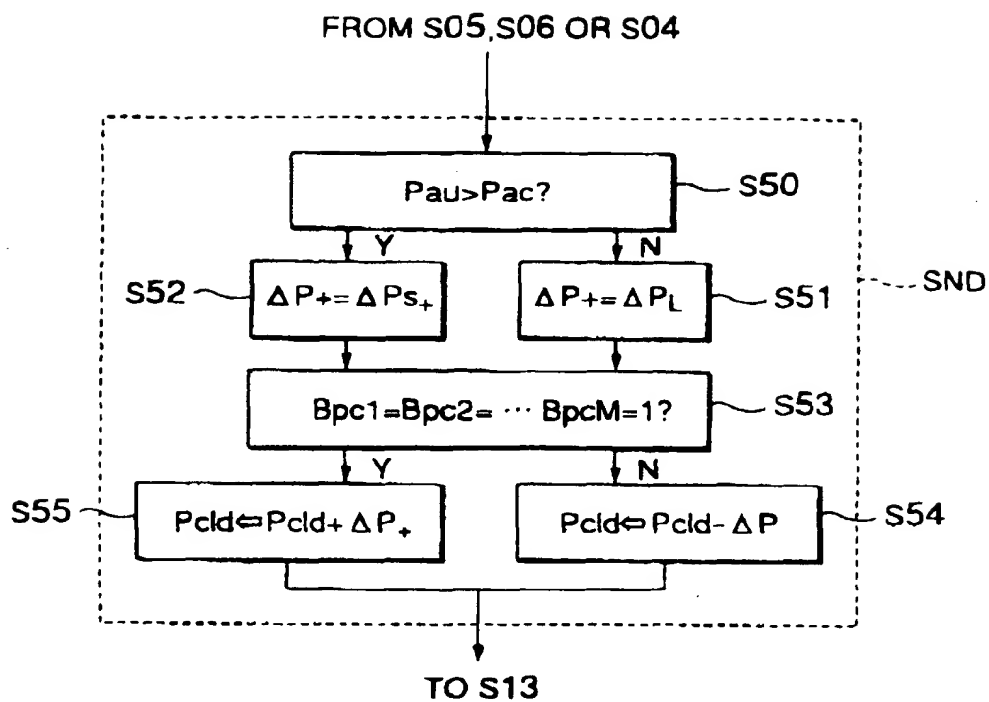 FROM S05,S06 OR S04
Pau>Pac?
S50
Y
N
S52
ΔP+=ΔPs+
ΔP+=ΔPL
S51
SND
Bpc1=Bpc2= ··· BpcM=1?
S53
Y
N
S55
Pcld⇐Pcld+ΔP+
Pcld⇐Pcld-ΔP
S54
TO S13